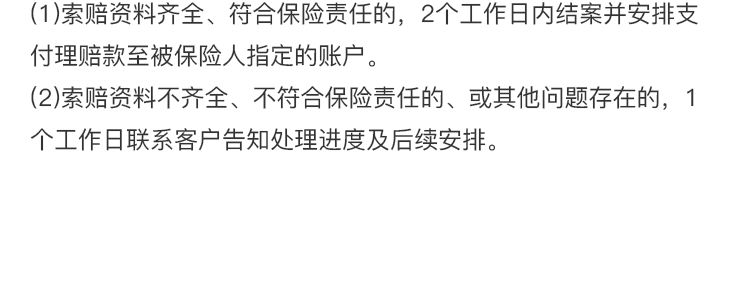 (1)索赔资料齐全、符合保险责任的，2个工作日内结案并安排支
付理赔款至被保险人指定的账户。
(2)索赔资料不齐全、不符合保险责任的、或其他问题存在的，1
个工作日联系客户告知处理进度及后续安排。